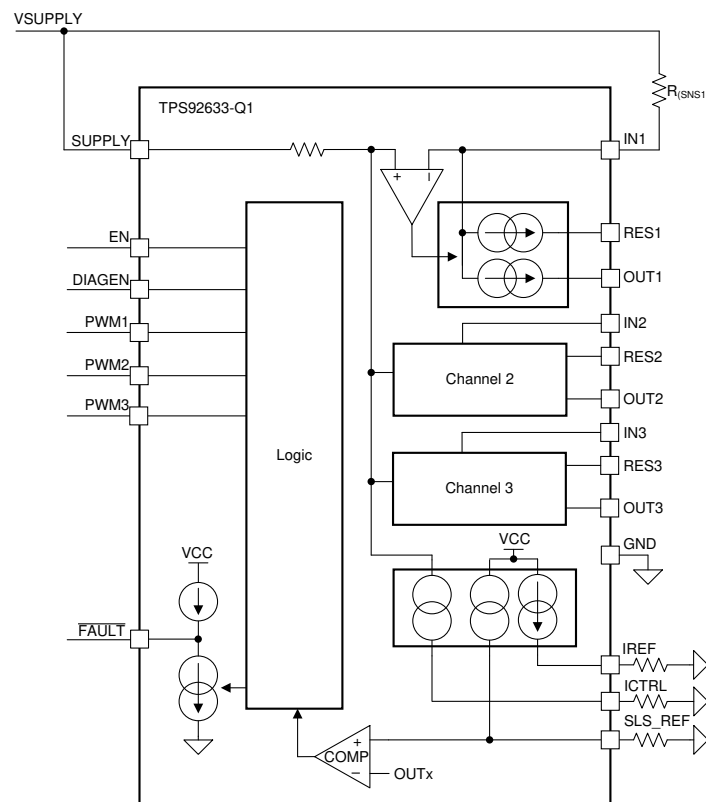 VSUPPLY
TPS92633-Q1
R(SNS1
SUPPLY
IN1
+
–
EN
RES1
DIAGEN
OUT1
PWM1
IN2
PWM2
Channel 2
RES2
OUT2
PWM3
IN3
Logic
Channel 3
RES3
OUT3
VCC
GND
VCC
FAULT
IREF
ICTRL
SLS_REF
+
COMP
–
OUTx